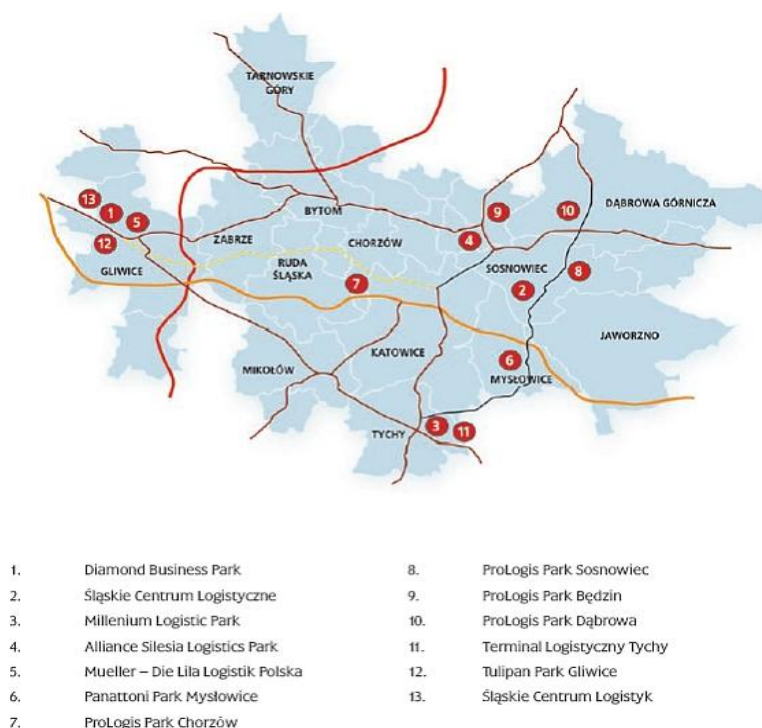 TARNOWSKIE
GÓRY
13
1
5
12
GLIWICE
ZABRZE
BYTOM
CHORZÓW
RUDA
ŚLĄSKA
7
9
4
10
DĄBROWA GÓRNICZA
SOSNOWIEC
2
8
JAWORZNO
KATOWICE
6
MYSŁOWICE
MIKOŁÓW
TYCHY
3
11
1. Diamond Business Park
2. Śląskie Centrum Logistyczne
3. Millenium Logistic Park
4. Alliance Silesia Logistics Park
5. Mueller – Die Lila Logistik Polska
6. Panattoni Park Mysłowice
7. ProLogis Park Chorzów
8. ProLogis Park Sosnowiec
9. ProLogis Park Będzin
10. ProLogis Park Dąbrowa
11. Terminal Logistyczny Tychy
12. Tulipan Park Gliwice
13. Śląskie Centrum Logistyk